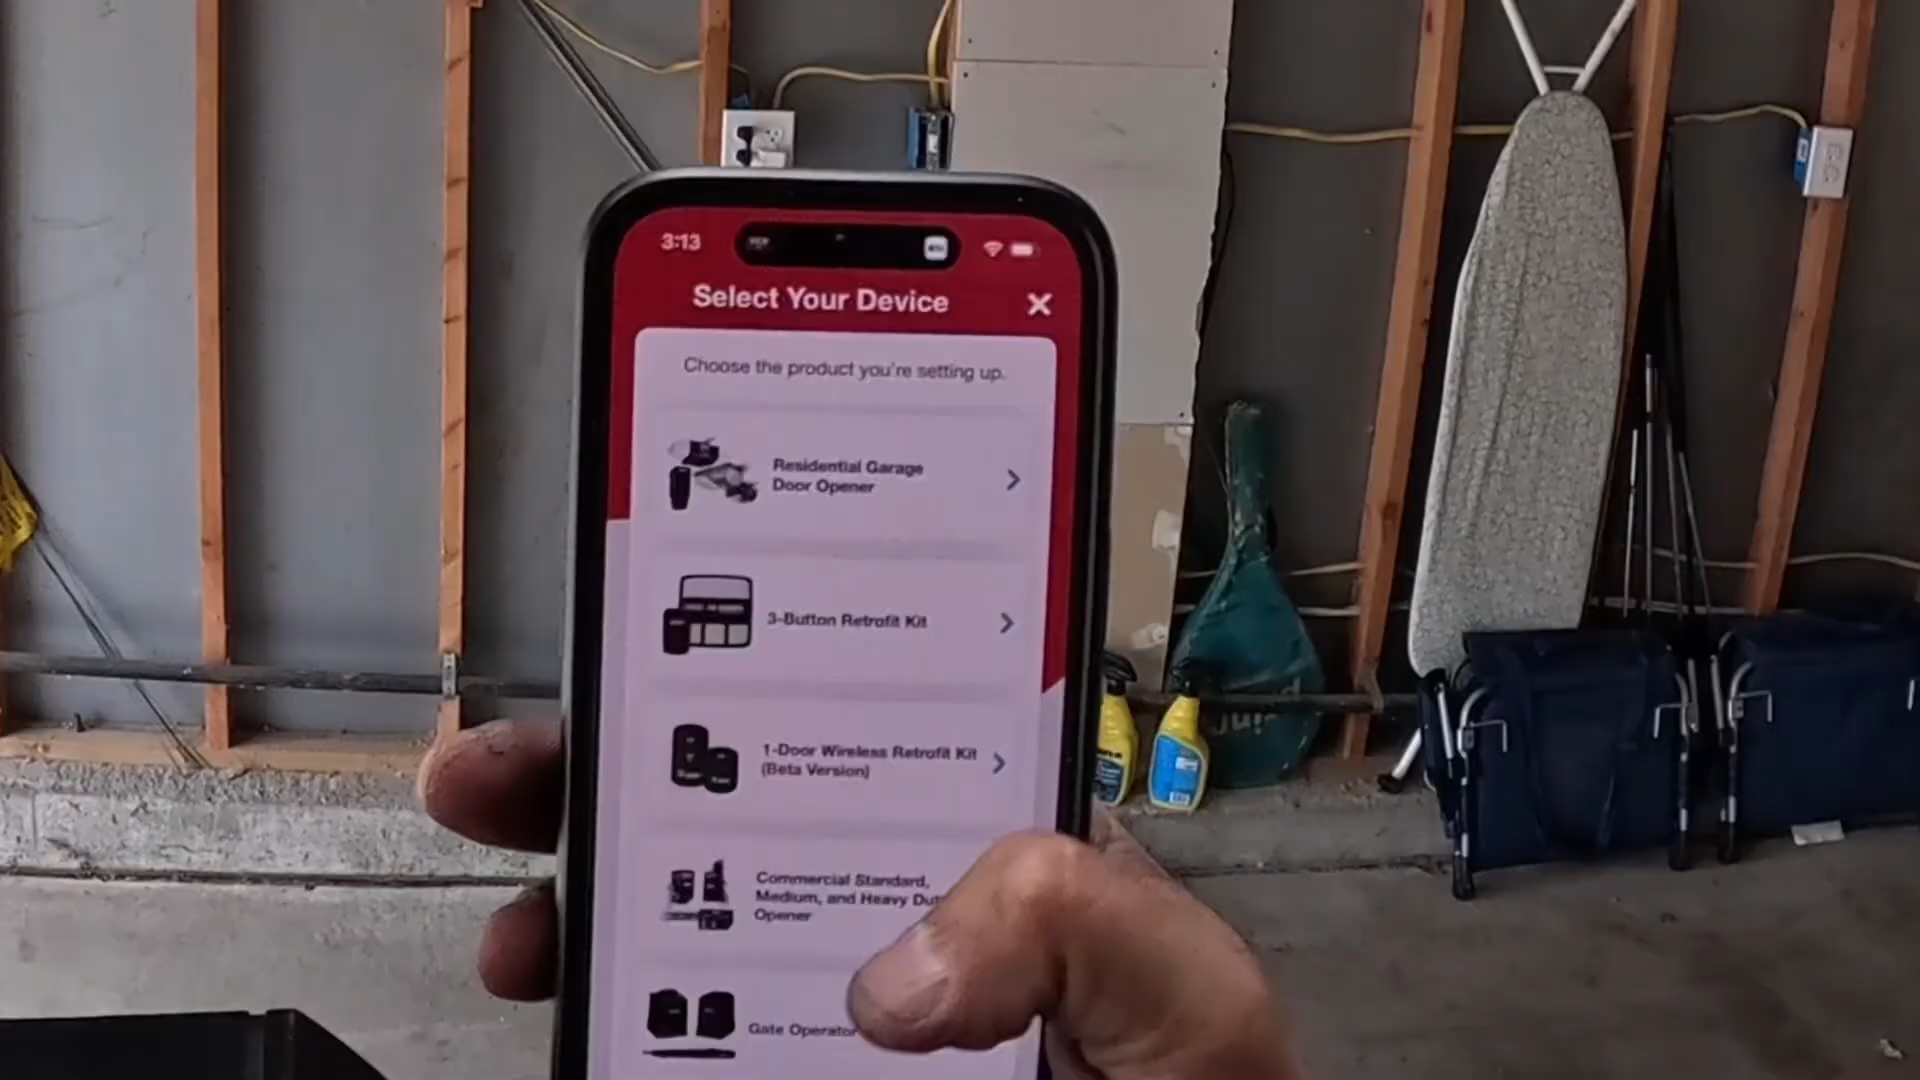 3:13
Select Your Device
Choose the product you're setting up.
Residential Garage
Door Opener
3-Button Retrofit Kit
1-Door Wireless Retrofit Kit
(Beta Version)
Commercial Standard,
Medium, and Heavy
Opener
Gate Operator